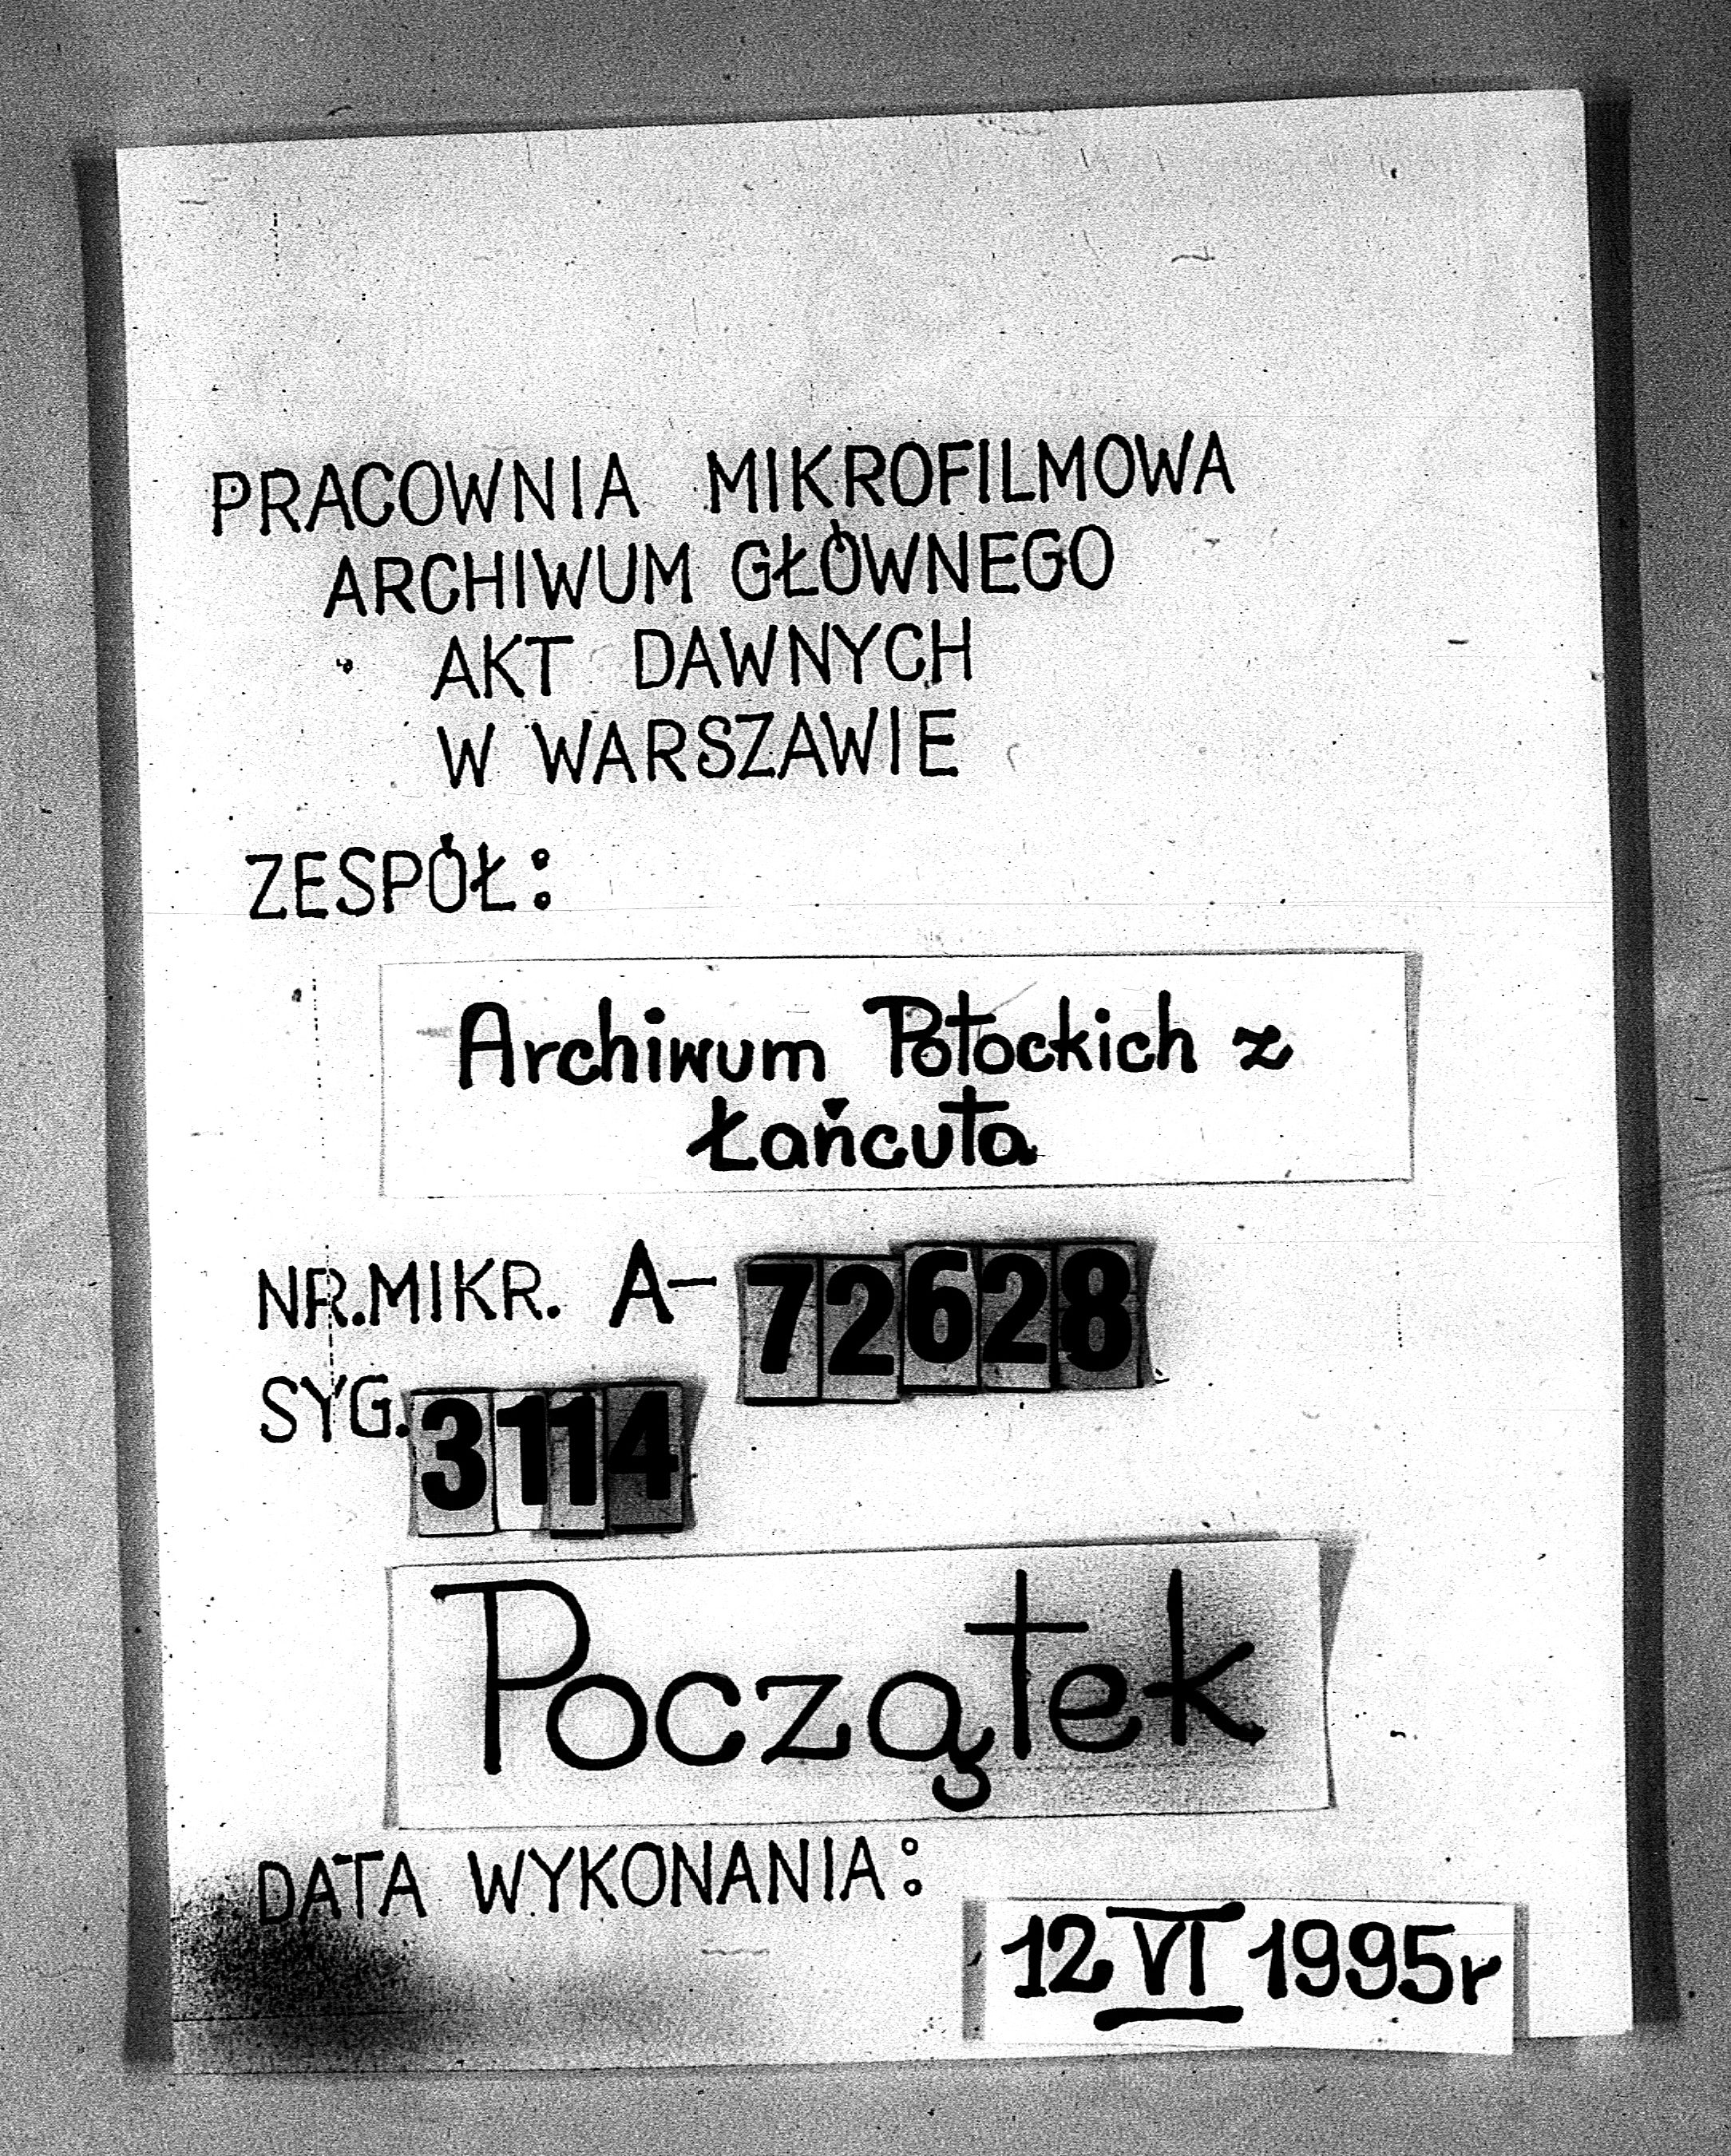 PRACOWNIA MIKROFILMOWA
ARCHIWUM GŁÓWNEGO
AKT DAWNYCH
W WARSZAWIE
ZESPÓŁ:
Archiwum Potockich z
Łańcuta
NR.MIKR. A-72628
SYG.3114
Początek
DATA WYKONANIA:
12 VI 1995r